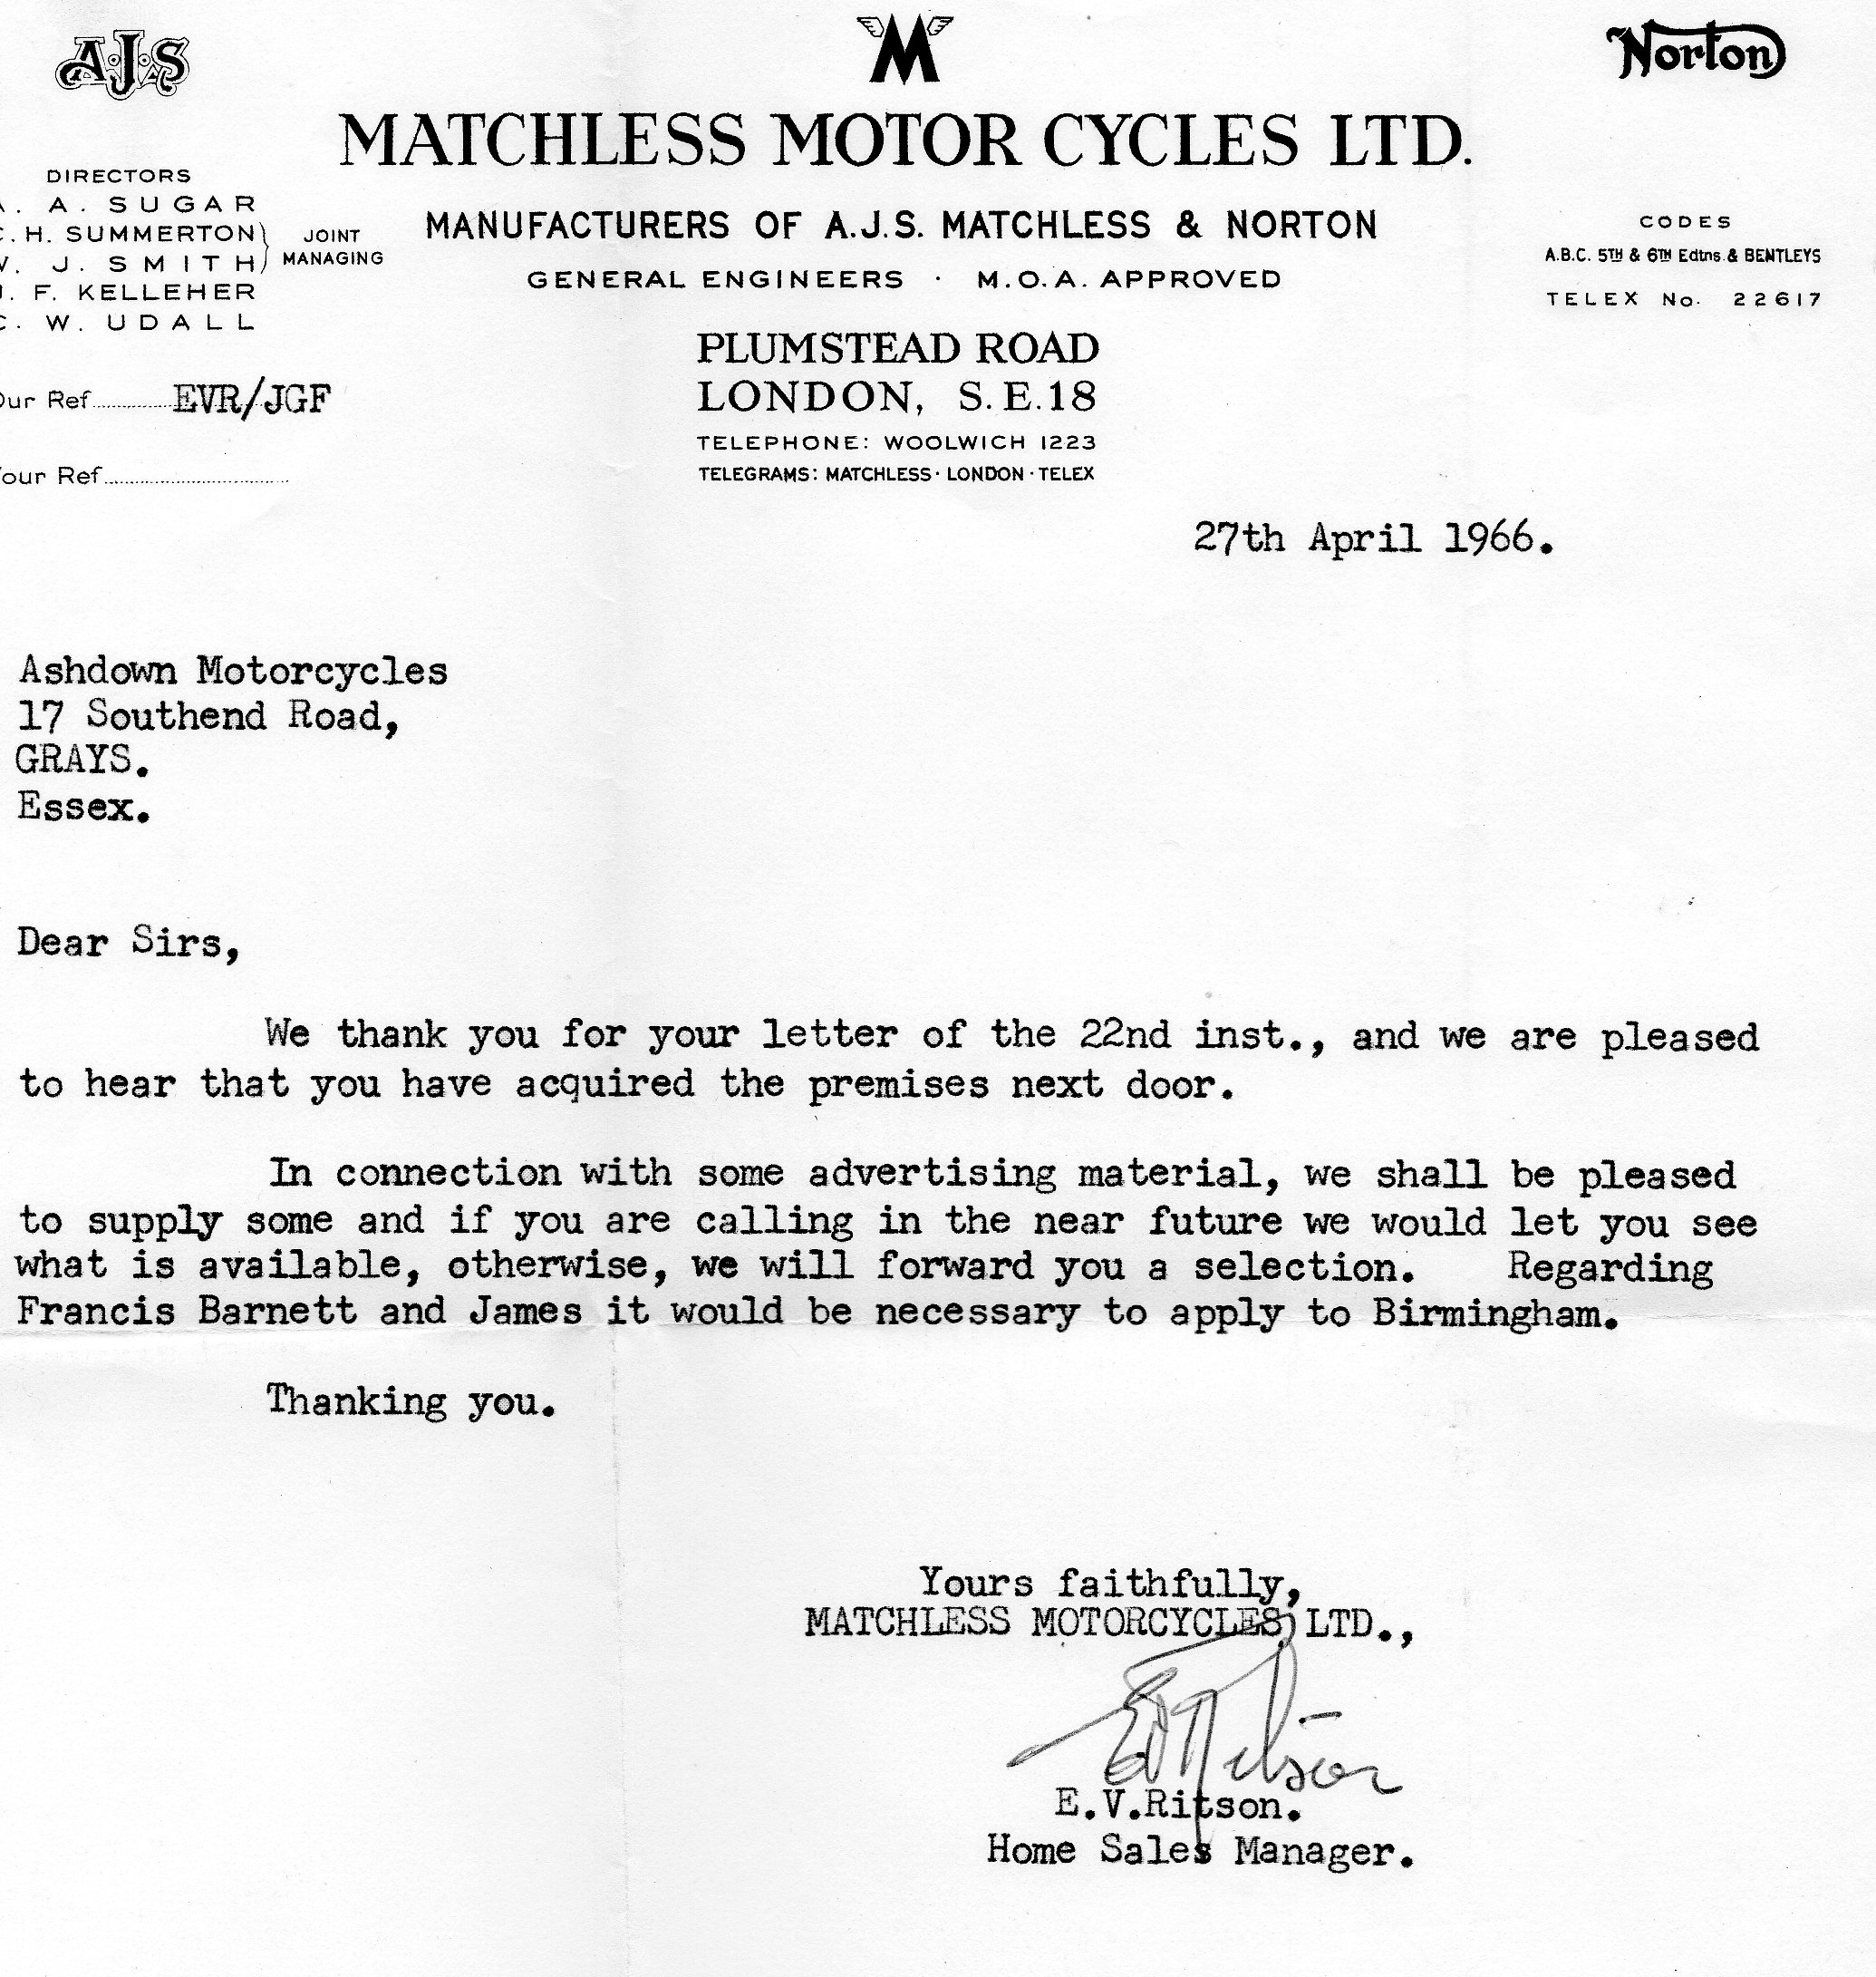 AJS
M
Norton
MATCHLESS MOTOR CYCLES LTD.
DIRECTORS
. A. SUGAR
. H. SUMMERTON
. J. SMITH
JOINT
MANAGING
. F. KELLEHER
. W. UDALL
MANUFACTURERS OF A.J.S. MATCHLESS & NORTON
GENERAL ENGINEERS · M.O.A. APPROVED
CODES
A.B.C. 5TH & 6TH Edtns. & BENTLEYS
TELEX No. 22617
PLUMSTEAD ROAD
LONDON, S.E.18
TELEPHONE: WOOLWICH 1223
TELEGRAMS: MATCHLESS · LONDON · TELEX
Our Ref EVR/JGF
our Ref
27th April 1966.
Ashdown Motorcycles
17 Southend Road,
GRAYS.
Essex.
Dear Sirs,
We thank you for your letter of the 22nd inst., and we are pleased
to hear that you have acquired the premises next door.
In connection with some advertising material, we shall be pleased
to supply some and if you are calling in the near future we would let you see
what is available, otherwise, we will forward you a selection. Regarding
Francis Barnett and James it would be necessary to apply to Birmingham.
Thanking you.
Yours faithfully,
MATCHLESS MOTORCYCLES LTD.,
EVRitson
E.V.Ritson.
Home Sales Manager.